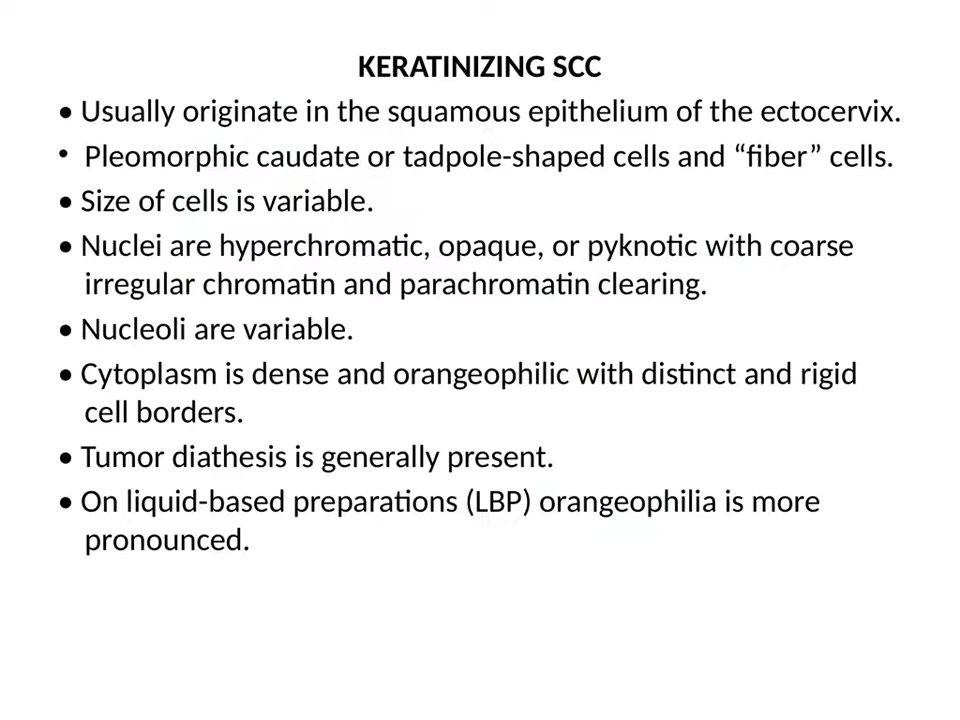 KERATINIZING SCC
• Usually originate in the squamous epithelium of the ectocervix.
• Pleomorphic caudate or tadpole-shaped cells and “fiber” cells.
• Size of cells is variable.
• Nuclei are hyperchromatic, opaque, or pyknotic with coarse
irregular chromatin and parachromatin clearing.
• Nucleoli are variable.
• Cytoplasm is dense and orangeophilic with distinct and rigid
cell borders.
• Tumor diathesis is generally present.
• On liquid-based preparations (LBP) orangeophilia is more
pronounced.